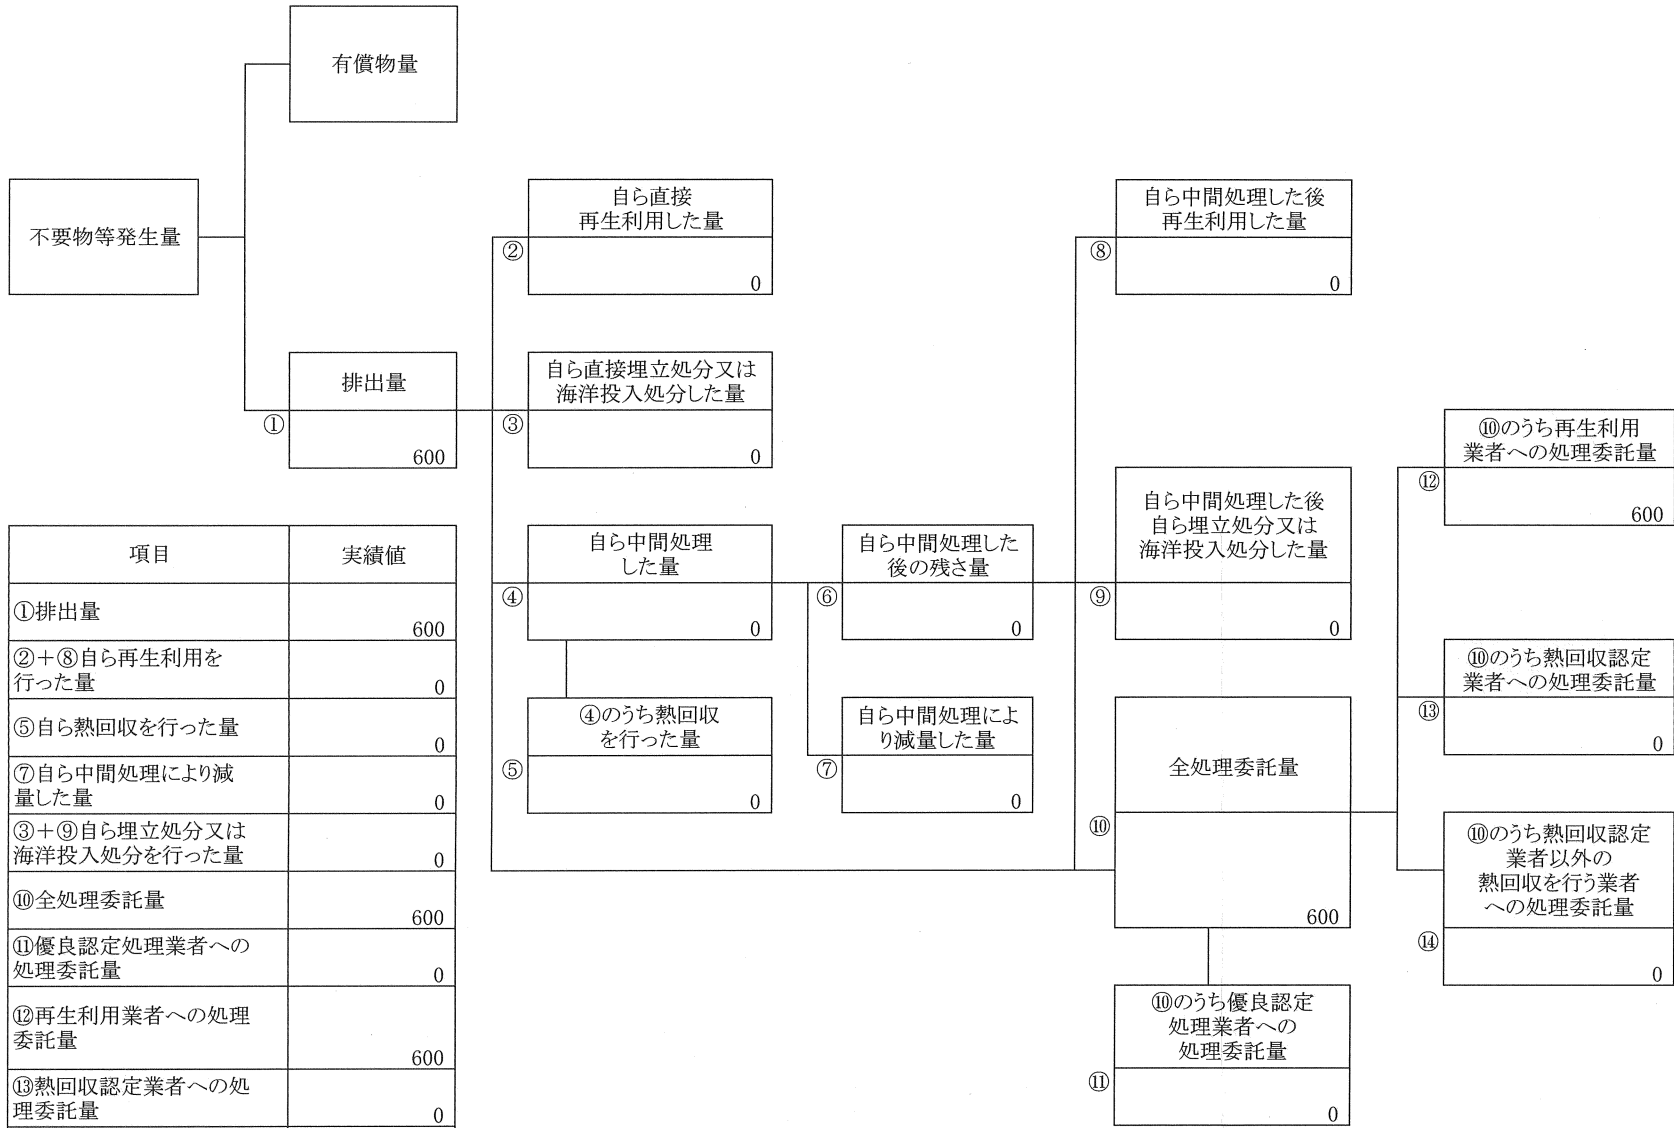 有償物量
不要物等発生量
排出量
①
600
自ら直接
再生利用した量
②
0
自ら直接埋立処分又は
海洋投入処分した量
③
0
自ら中間処理
した量
④
0
④のうち熱回収
を行った量
⑤
0
自ら中間処理した
後の残さ量
⑥
0
自ら中間処理によ
り減量した量
⑦
0
自ら中間処理した後
再生利用した量
⑧
0
自ら中間処理した後
自ら埋立処分又は
海洋投入処分した量
⑨
0
全処理委託量
⑩
600
⑩のうち優良認定
処理業者への
処理委託量
⑪
0
⑩のうち再生利用
業者への処理委託量
⑫
600
⑩のうち熱回収認定
業者への処理委託量
⑬
0
⑩のうち熱回収認定
業者以外の
熱回収を行う業者
への処理委託量
⑭
0
項目 実績値
①排出量
600
②+⑧自ら再生利用を
行った量
0
⑤自ら熱回収を行った量
0
⑦自ら中間処理により減
量した量
0
③+⑨自ら埋立処分又は
海洋投入処分を行った量
0
⑩全処理委託量
600
⑪優良認定処理業者への
処理委託量
0
⑫再生利用業者への処理
委託量
600
⑬熱回収認定業者への処
理委託量
0